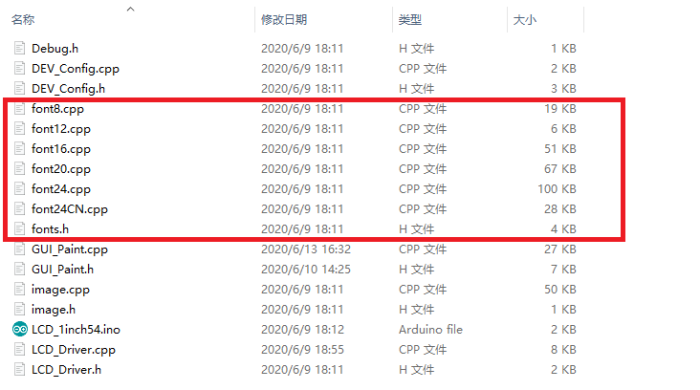 名称 修改日期 类型 大小
Debug.h 2020/6/9 18:11 H 文件 1 KB
DEV_Config.cpp 2020/6/9 18:11 CPP 文件 2 KB
DEV_Config.h 2020/6/9 18:11 H 文件 3 KB
font8.cpp 2020/6/9 18:11 CPP 文件 19 KB
font12.cpp 2020/6/9 18:11 CPP 文件 6 KB
font16.cpp 2020/6/9 18:11 CPP 文件 51 KB
font20.cpp 2020/6/9 18:11 CPP 文件 67 KB
font24.cpp 2020/6/9 18:11 CPP 文件 100 KB
font24CN.cpp 2020/6/9 18:11 CPP 文件 28 KB
fonts.h 2020/6/9 18:11 H 文件 4 KB
GUI_Paint.cpp 2020/6/13 16:32 CPP 文件 27 KB
GUI_Paint.h 2020/6/10 14:25 H 文件 7 KB
image.cpp 2020/6/9 18:11 CPP 文件 50 KB
image.h 2020/6/9 18:11 H 文件 1 KB
LCD_1inch54.ino 2020/6/9 18:12 Arduino file 2 KB
LCD_Driver.cpp 2020/6/9 18:55 CPP 文件 8 KB
LCD_Driver.h 2020/6/9 18:11 H 文件 2 KB